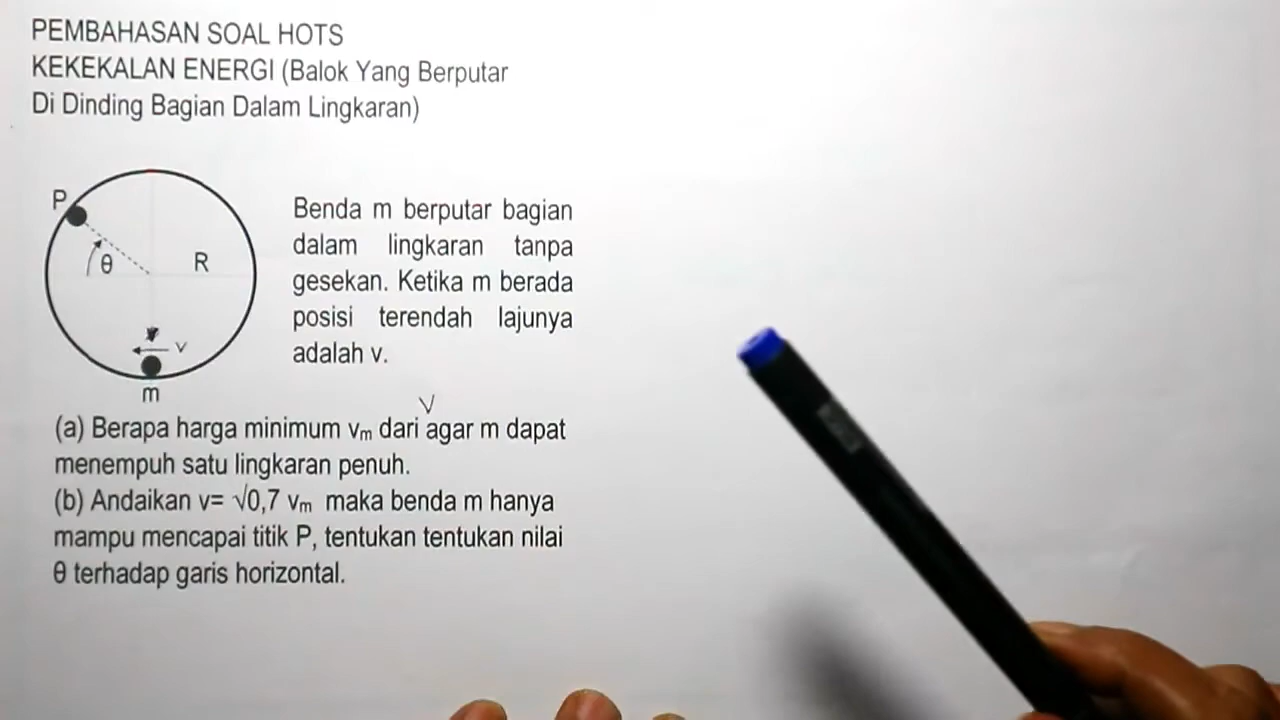 PEMBAHASAN SOAL HOTS
KEKEKALAN ENERGI (Balok Yang Berputar
Di Dinding Bagian Dalam Lingkaran)
P
θ
R
v
m
Benda m berputar bagian
dalam lingkaran tanpa
gesekan. Ketika m berada
posisi terendah lajunya
adalah v.
v
(a) Berapa harga minimum vₘ dari agar m dapat
menempuh satu lingkaran penuh.
(b) Andaikan v= √0,7 vₘ maka benda m hanya
mampu mencapai titik P, tentukan tentukan nilai
θ terhadap garis horizontal.